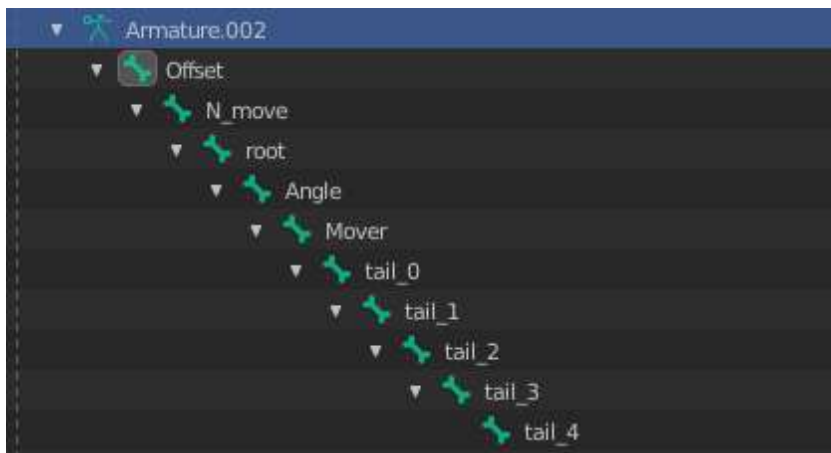 Armature.002
Offset
N_move
root
Angle
Mover
tail_0
tail_1
tail_2
tail_3
tail_4